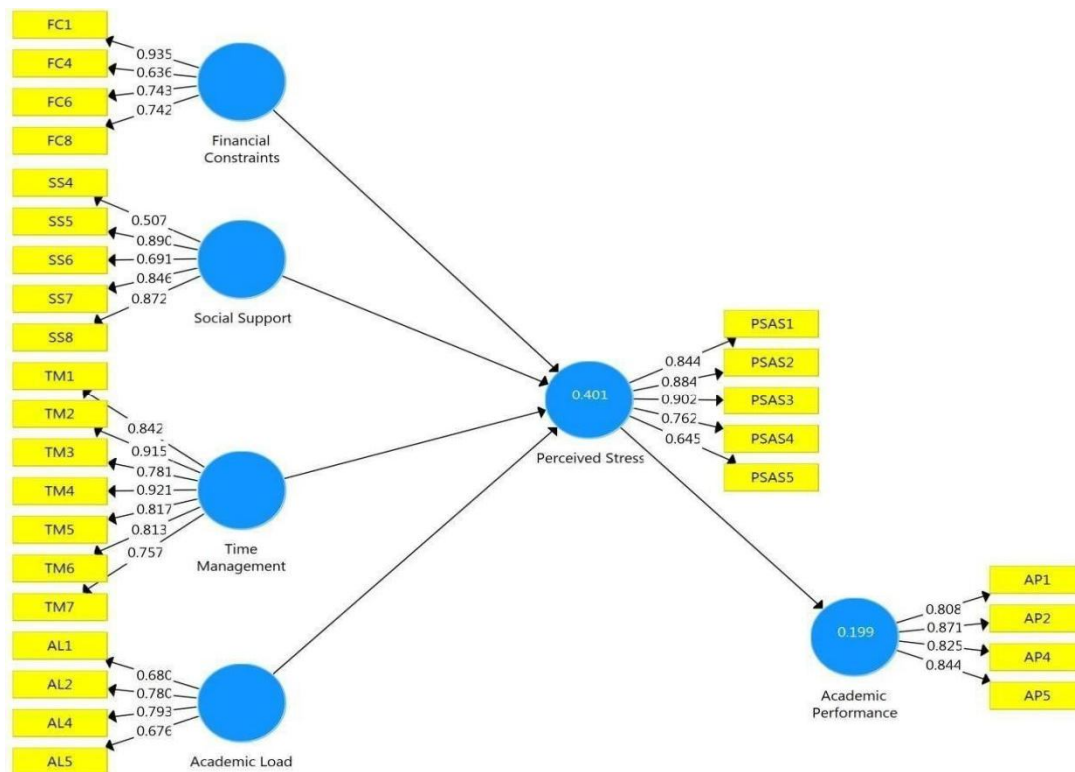 FC1
FC4
FC6
FC8
0.935
0.636
0.743
0.742
Financial
Constraints
SS4
SS5
SS6
SS7
SS8
0.507
0.890
0.691
0.846
0.872
Social Support
TM1
TM2
TM3
TM4
TM5
TM6
TM7
0.842
0.915
0.781
0.921
0.817
0.813
0.757
Time
Management
AL1
AL2
AL4
AL5
0.680
0.780
0.793
0.676
Academic Load
0.401
Perceived Stress
0.844
0.884
0.902
0.762
0.645
PSAS1
PSAS2
PSAS3
PSAS4
PSAS5
0.199
Academic
Performance
0.808
0.871
0.825
0.844
AP1
AP2
AP4
AP5